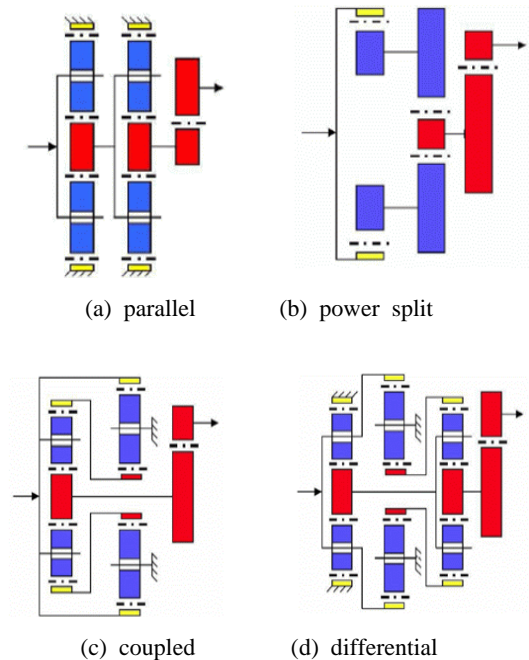 (a) parallel
(b) power split
(c) coupled
(d) differential